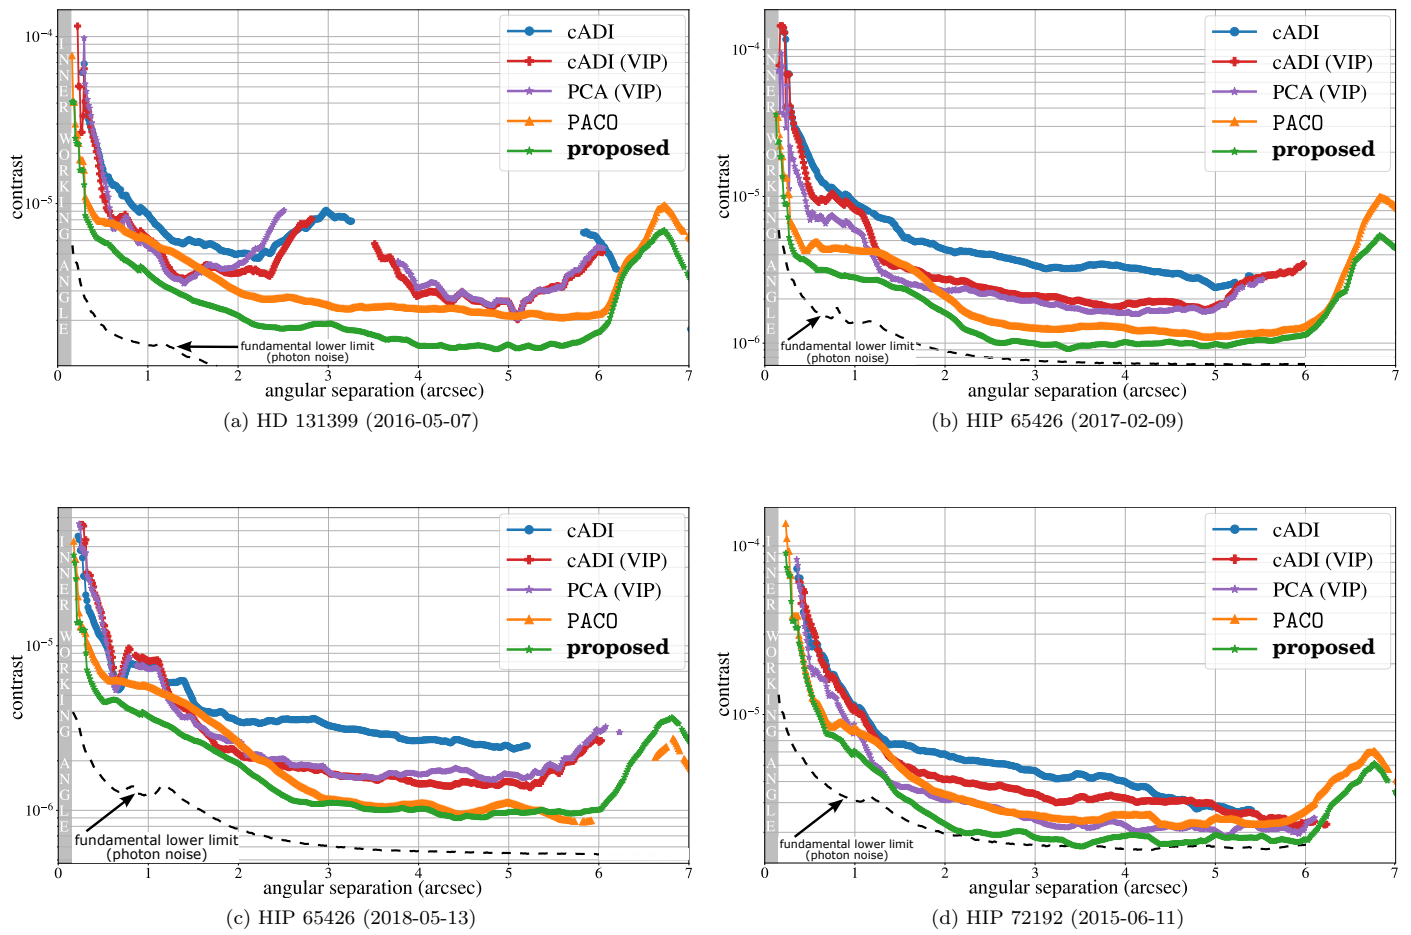 10⁻⁴
10⁻⁵
contrast
INNER WORKING ANGLE
cADI
cADI (VIP)
PCA (VIP)
PACO
proposed
fundamental lower limit
(photon noise)
0 1 2 3 4 5 6 7
angular separation (arcsec)
(a) HD 131399 (2016-05-07)
10⁻⁴
10⁻⁵
10⁻⁶
contrast
INNER WORKING ANGLE
cADI
cADI (VIP)
PCA (VIP)
PACO
proposed
fundamental lower limit
(photon noise)
0 1 2 3 4 5 6 7
angular separation (arcsec)
(b) HIP 65426 (2017-02-09)
10⁻⁵
10⁻⁶
contrast
INNER WORKING ANGLE
cADI
cADI (VIP)
PCA (VIP)
PACO
proposed
fundamental lower limit
(photon noise)
0 1 2 3 4 5 6 7
angular separation (arcsec)
(c) HIP 65426 (2018-05-13)
10⁻⁴
10⁻⁵
contrast
INNER WORKING ANGLE
cADI
cADI (VIP)
PCA (VIP)
PACO
proposed
fundamental lower limit
(photon noise)
0 1 2 3 4 5 6 7
angular separation (arcsec)
(d) HIP 72192 (2015-06-11)